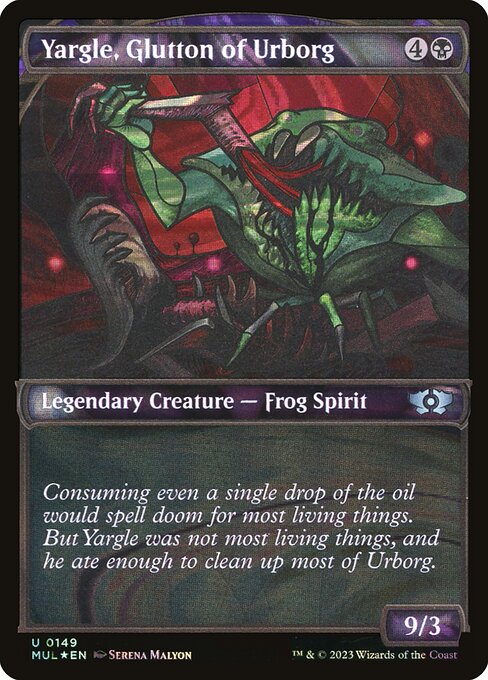 Yargle, Glutton of Urborg 4
Legendary Creature — Frog Spirit
Consuming even a single drop of the oil
would spell doom for most living things.
But Yargle was not most living things, and
he ate enough to clean up most of Urborg.
9/3
U 0149
MUL★EN Serena Malyon
™ & © 2023 Wizards of the Coast